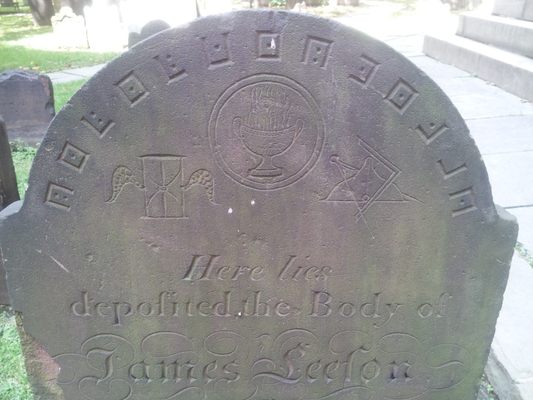 Here lies
depoſited the Body of
James Leeſon